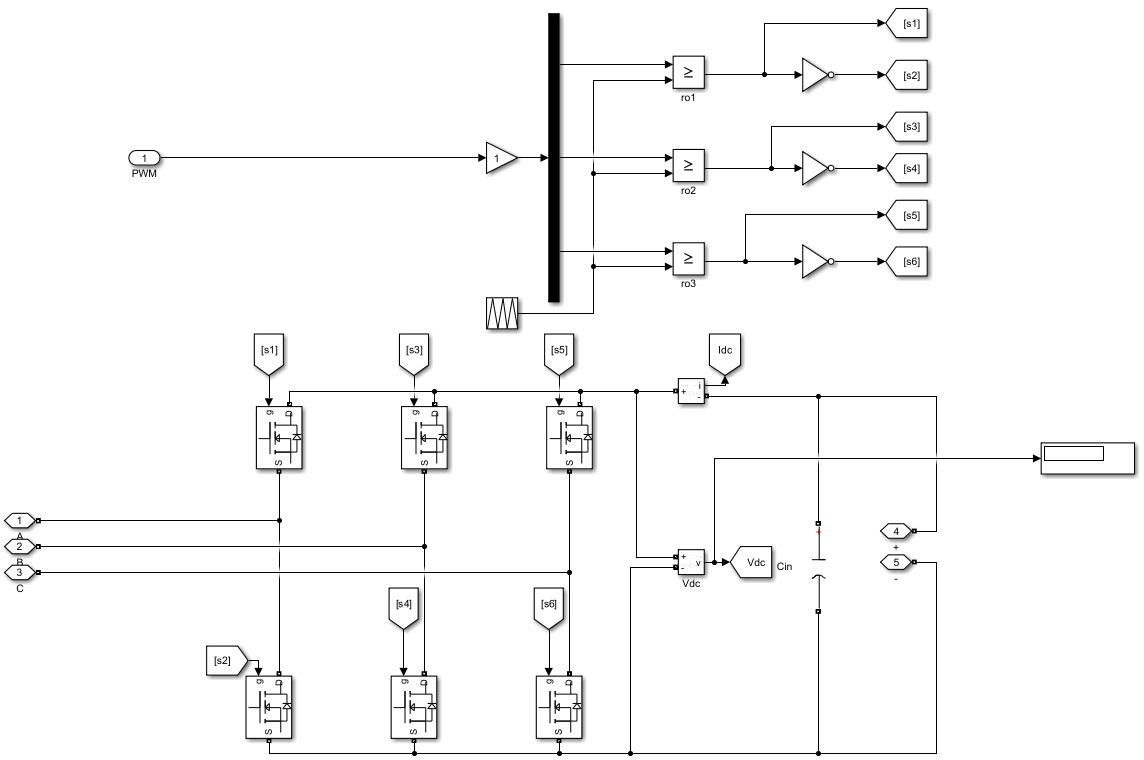 [s1]
≥
ro1
[s2]
[s3]
1
PWM
1
≥
ro2
[s4]
[s5]
≥
ro3
[s6]
[s1]
[s3]
[s5]
Idc
g
D
S
g
D
S
g
D
S
+
i
-
1
A
2
B
3
C
+
-
v
Vdc
Vdc
Cin
+
4
+
5
-
[s4]
[s6]
[s2]
g
D
S
g
D
S
g
D
S